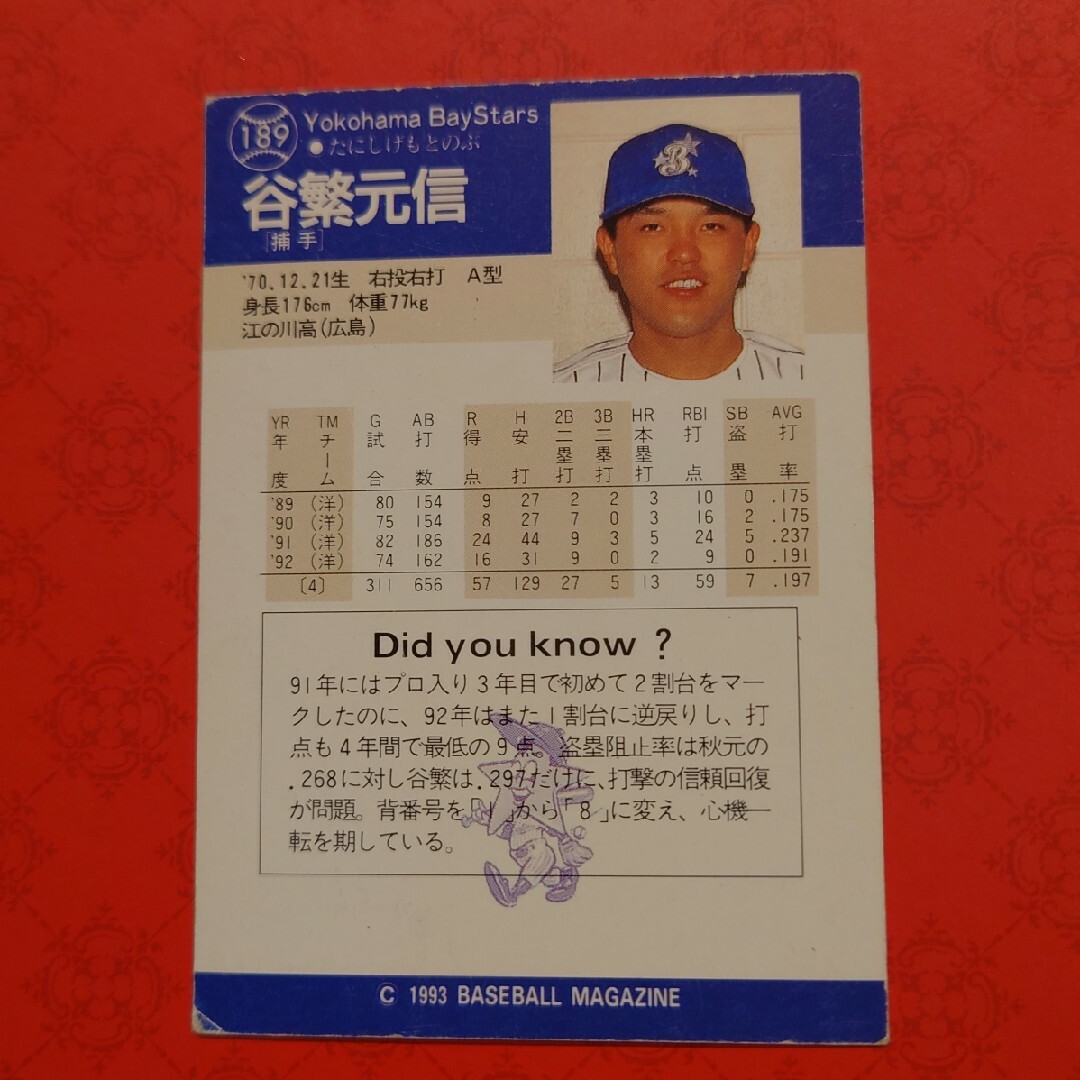 189
Yokohama BayStars
●たにしげもとのぶ
谷繁元信
[捕手]
'70.12.21生 右投右打 A型
身長176cm 体重77kg
江の川高(広島)
YR TM G AB R H 2B 3B HR RBI SB AVG
年度 チーム 試合 打数 得点 安打 二塁打 三塁打 本塁打 打点 盗塁 打率
'89 (洋) 80 154 9 27 2 2 3 10 0 .175
'90 (洋) 75 154 8 27 7 0 3 16 2 .175
'91 (洋) 82 186 24 44 9 3 5 24 5 .237
'92 (洋) 74 162 16 31 9 0 2 9 0 .191
〔4〕 311 656 57 129 27 5 13 59 7 .197
Did you know ?
91年にはプロ入り3年目で初めて2割台をマー
クしたのに、92年はまた1割台に逆戻りし、打
点も4年間で最低の9点。盗塁阻止率は秋元の
.268に対し谷繁は.297だけに、打撃の信頼回復
が問題。背番号を「1」から「8」に変え、心機一
転を期している。
B
C 1993 BASEBALL MAGAZINE